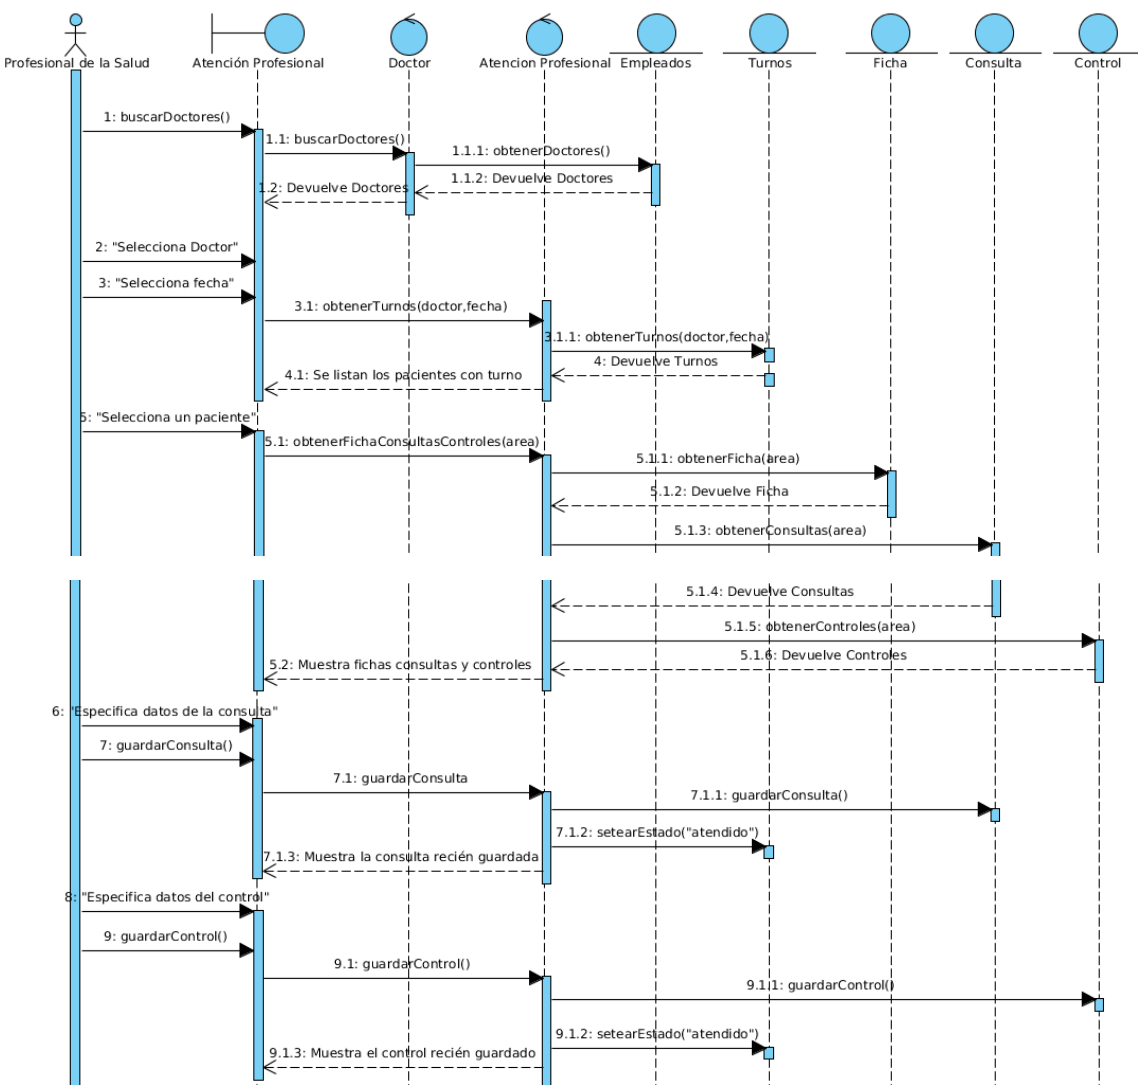 Profesional de la Salud
Atención Profesional
Doctor
Atencion Profesional
Empleados
Turnos
Ficha
Consulta
Control
1: buscarDoctores()
1.1: buscarDoctores()
1.1.1: obtenerDoctores()
1.1.2: Devuelve Doctores
1.2: Devuelve Doctores
2: "Selecciona Doctor"
3: "Selecciona fecha"
3.1: obtenerTurnos(doctor,fecha)
3.1.1: obtenerTurnos(doctor,fecha)
4: Devuelve Turnos
4.1: Se listan los pacientes con turno
5: "Selecciona un paciente"
5.1: obtenerFichaConsultasControles(area)
5.1.1: obtenerFicha(area)
5.1.2: Devuelve Ficha
5.1.3: obtenerConsultas(area)
5.1.4: Devuelve Consultas
5.1.5: obtenerControles(area)
5.1.6: Devuelve Controles
5.2: Muestra fichas consultas y controles
6: "Especifica datos de la consulta"
7: guardarConsulta()
7.1: guardarConsulta
7.1.1: guardarConsulta()
7.1.2: setearEstado("atendido")
7.1.3: Muestra la consulta recién guardada
8: "Especifica datos del control"
9: guardarControl()
9.1: guardarControl()
9.1.1: guardarControl()
9.1.2: setearEstado("atendido")
9.1.3: Muestra el control recién guardado